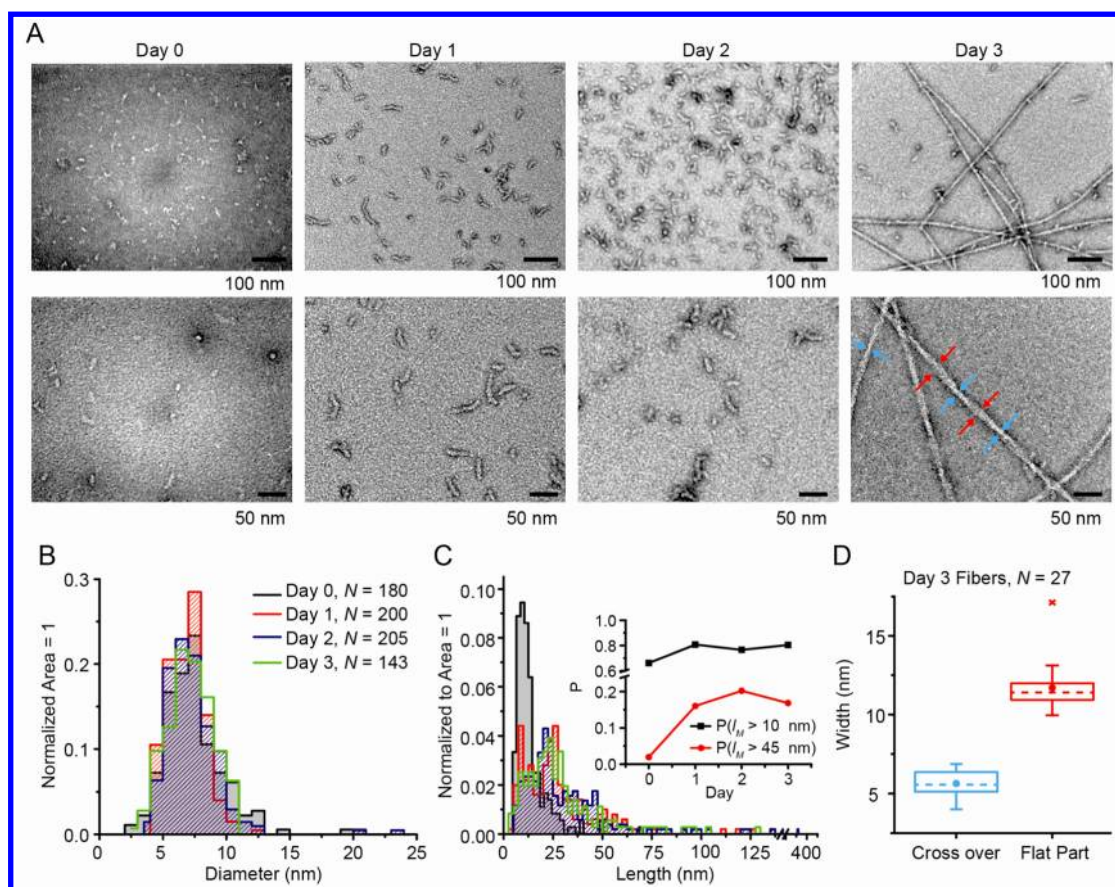 A
Day 0 Day 1 Day 2 Day 3
100 nm 100 nm 100 nm 100 nm
50 nm 50 nm 50 nm 50 nm
B
Day 0, N = 180
Day 1, N = 200
Day 2, N = 205
Day 3, N = 143
0.3
0.2
0.1
0.0
Normalized Area = 1
0 5 10 15 20 25
Diameter (nm)
C
0.10
0.08
0.06
0.04
0.02
0.00
Normalized to Area = 1
0 25 50 75 100 125 400
Length (nm)
1.0
0.8
0.6
0.2
0.1
0.0
P
P(lM > 10 nm)
P(lM > 45 nm)
0 1 2 3
Day
D
Day 3 Fibers, N = 27
15
10
5
Width (nm)
Cross over Flat Part